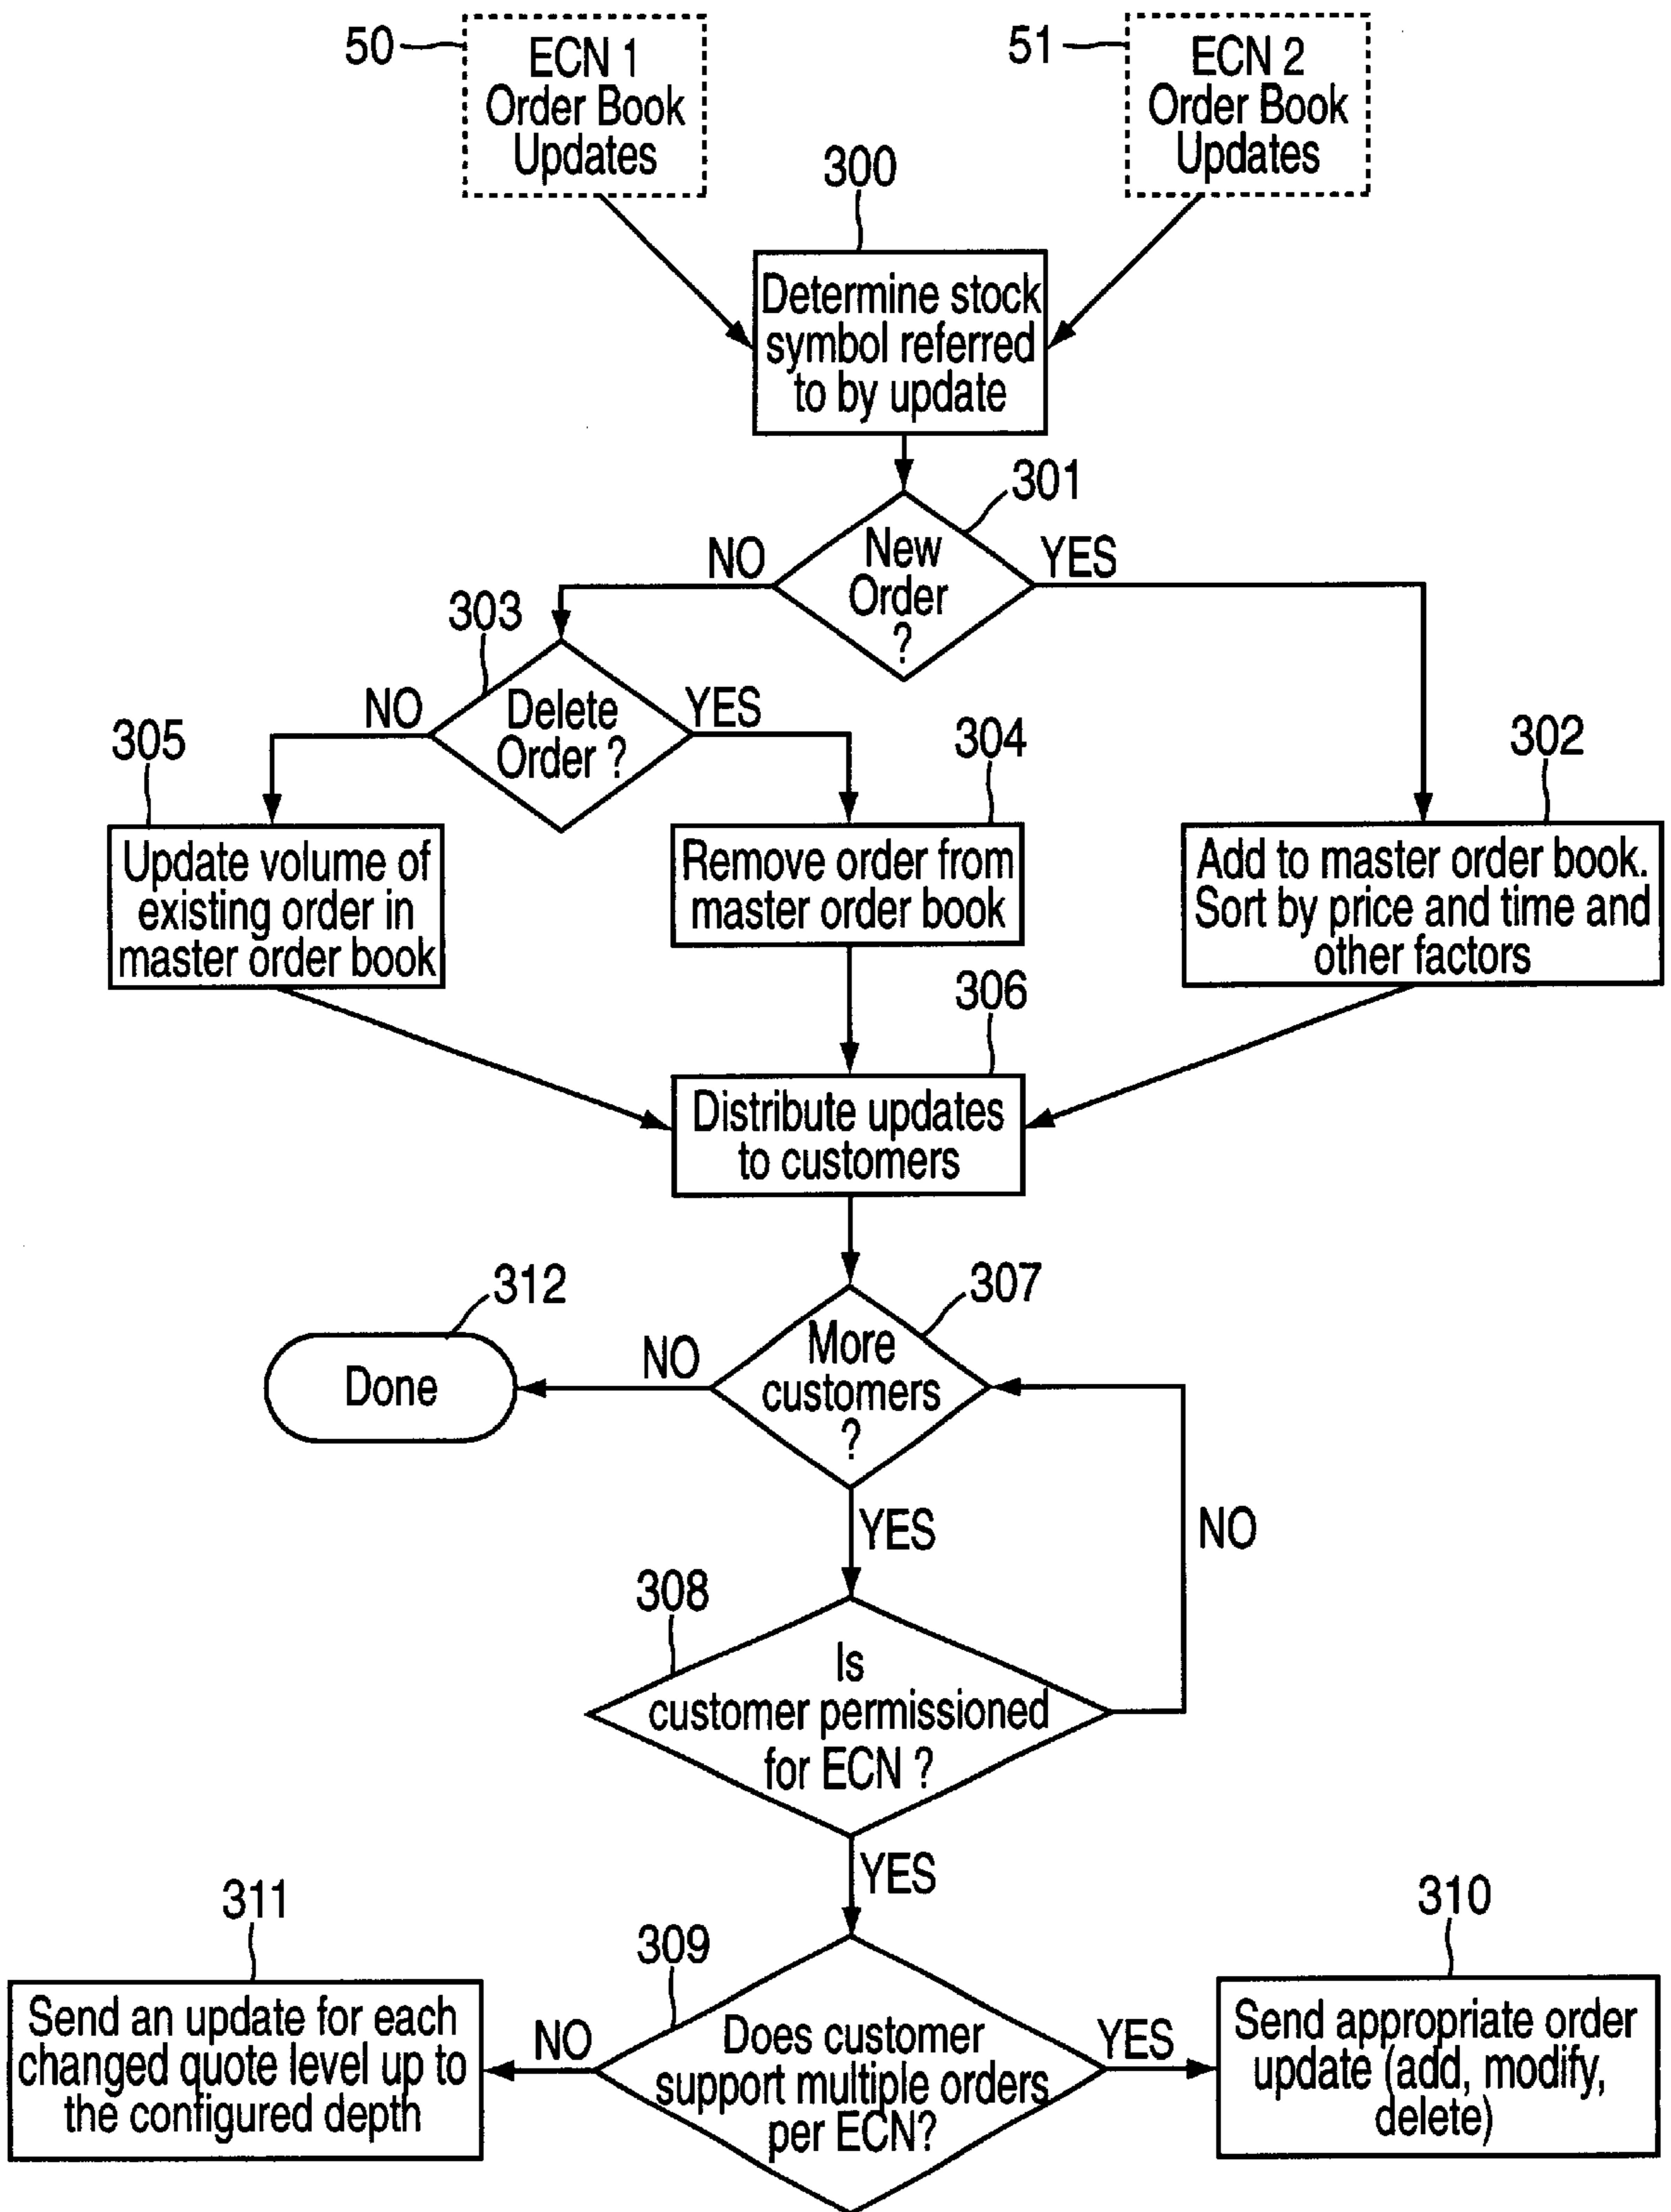 50
ECN 1
Order Book
Updates
51
ECN 2
Order Book
Updates
300
Determine stock
symbol referred
to by update
301
New
Order
?
NO
YES
303
Delete
Order ?
NO
YES
305
Update volume of
existing order in
master order book
304
Remove order from
master order book
302
Add to master order book.
Sort by price and time and
other factors
306
Distribute updates
to customers
312
Done
307
More
customers
?
NO
YES
NO
308
Is
customer permissioned
for ECN ?
YES
311
Send an update for each
changed quote level up to
the configured depth
309
Does customer
support multiple orders
per ECN?
NO
YES
310
Send appropriate order
update (add, modify,
delete)